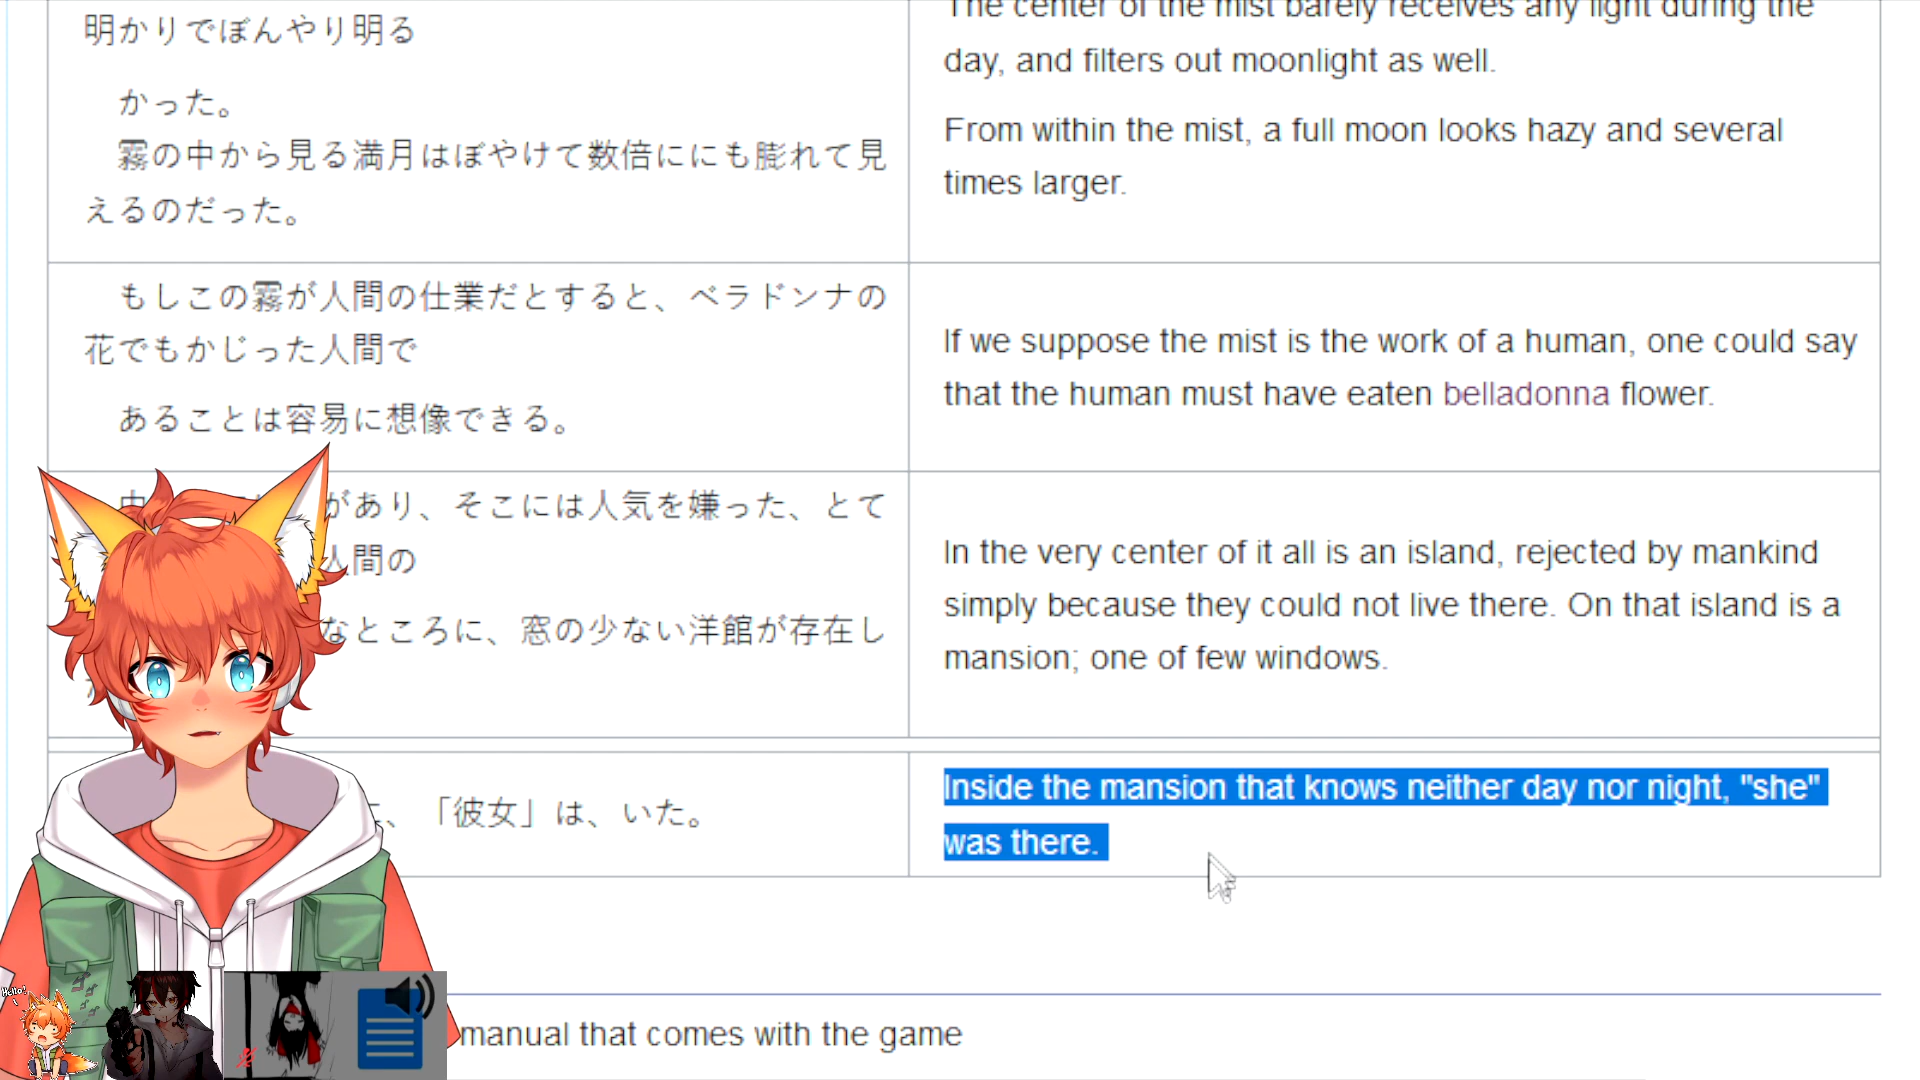 明かりでぼんやり明る
かった。
霧の中から見る満月はぼやけて数倍ににも膨れて見
えるのだった。
The center of the mist barely receives any light during the
day, and filters out moonlight as well.
From within the mist, a full moon looks hazy and several
times larger.
もしこの霧が人間の仕業だとすると、ベラドンナの
花でもかじった人間で
あることは容易に想像できる。
If we suppose the mist is the work of a human, one could say
that the human must have eaten belladonna flower.
があり、そこには人気を嫌った、とて
人間の
なところに、窓の少ない洋館が存在し
In the very center of it all is an island, rejected by mankind
simply because they could not live there. On that island is a
mansion; one of few windows.
、「彼女」は、いた。
Inside the mansion that knows neither day nor night, "she"
was there.
manual that comes with the game
Hello!